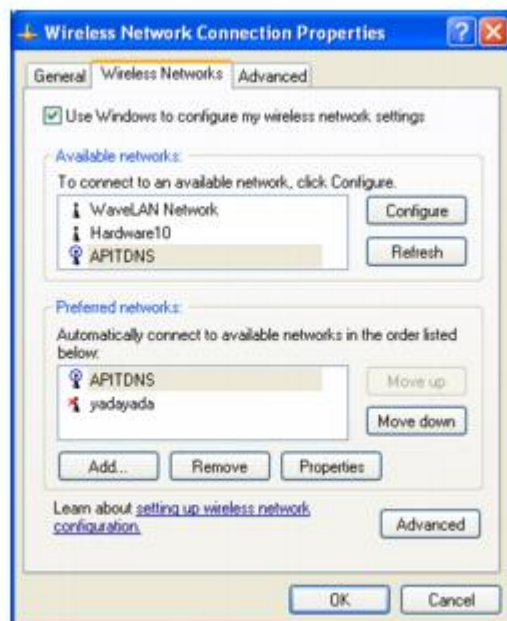 Wireless Network Connection Properties
General Wireless Networks Advanced
Use Windows to configure my wireless network settings
Available networks:
To connect to an available network, click Configure.
WaveLAN Network
Hardware10
APITDNS
Configure
Refresh
Preferred networks:
Automatically connect to available networks in the order listed
below:
APITDNS
yadayada
Move up
Move down
Add... Remove Properties
Learn about setting up wireless network
configuration.
Advanced
OK Cancel